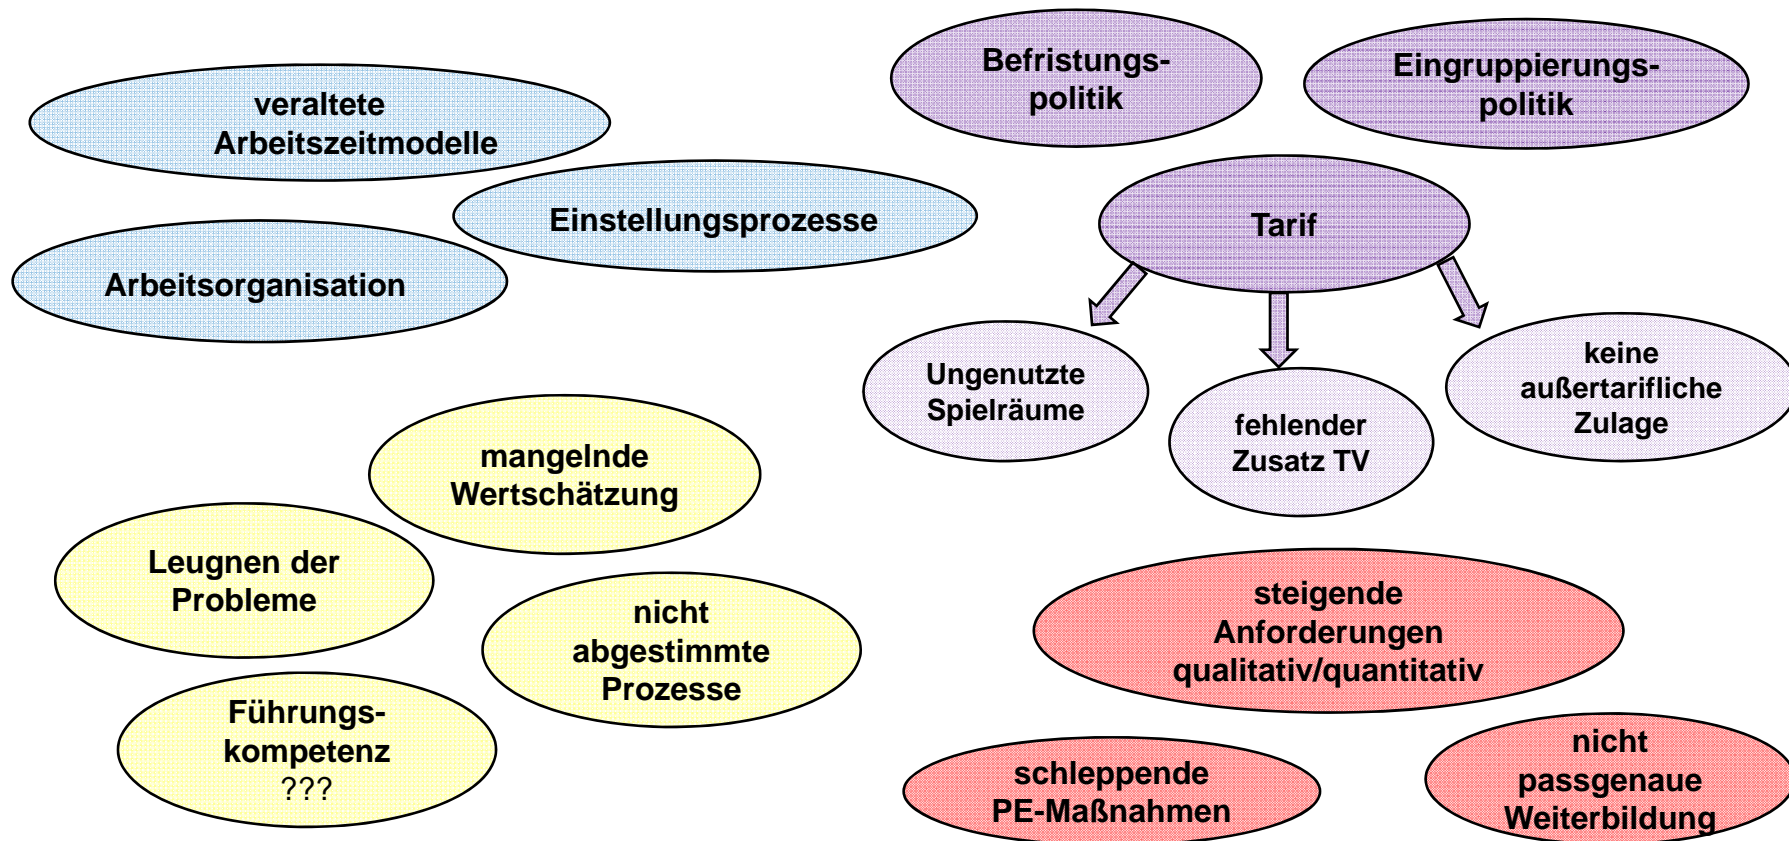 veraltete
Arbeitszeitmodelle
Einstellungsprozesse
Arbeitsorganisation
Befristungs-
politik
Eingruppierungs-
politik
Tarif
Ungenutzte
Spielräume
fehlender
Zusatz TV
keine
außertarifliche
Zulage
mangelnde
Wertschätzung
Leugnen der
Probleme
nicht
abgestimmte
Prozesse
Führungs-
kompetenz
???
steigende
Anforderungen
qualitativ/quantitativ
schleppende
PE-Maßnahmen
nicht
passgenaue
Weiterbildung